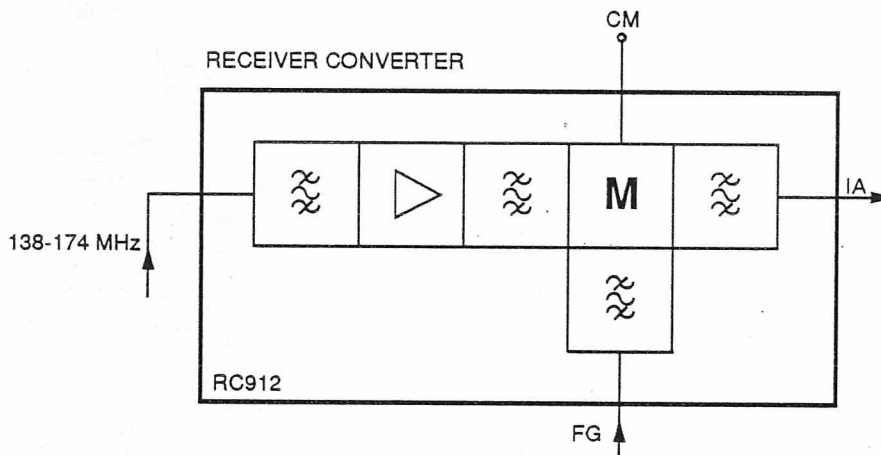 CM
RECEIVER CONVERTER
M
IA
138-174 MHz
RC912
FG